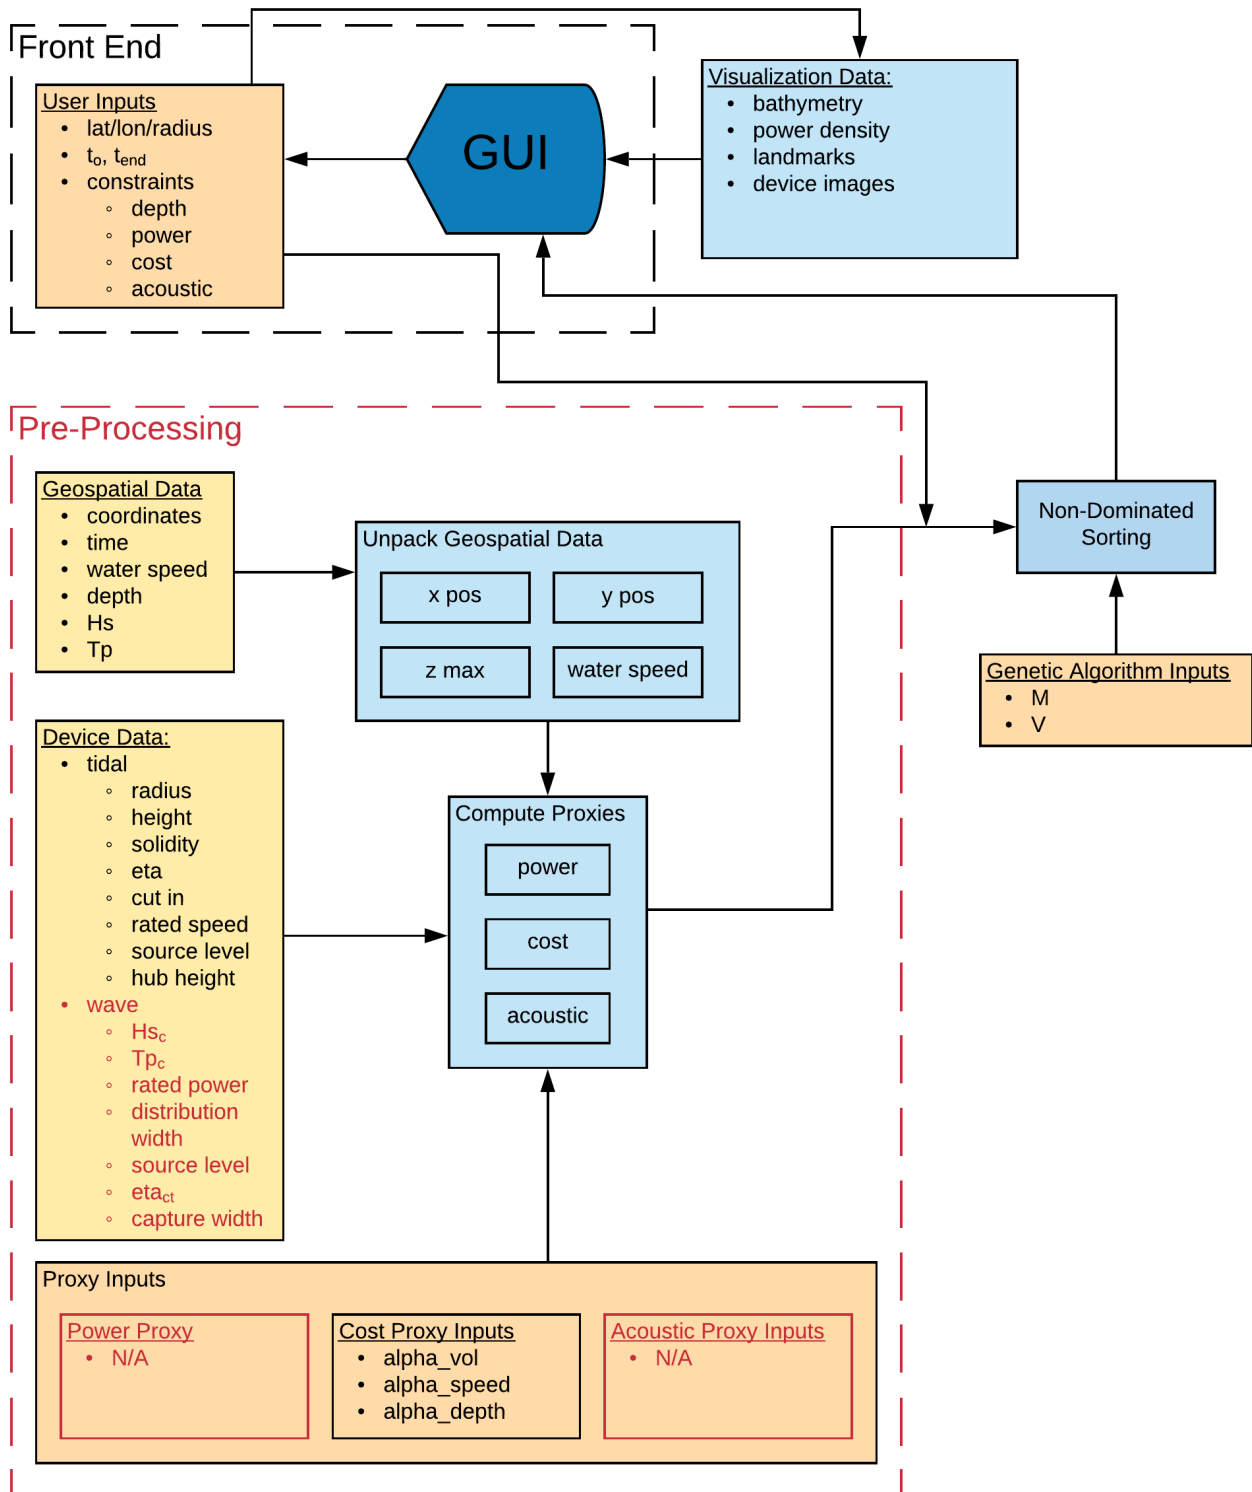 Front End
User Inputs
• lat/lon/radius
• t₀, tₑₙd
• constraints
◦ depth
◦ power
◦ cost
◦ acoustic
GUI
Visualization Data:
• bathymetry
• power density
• landmarks
• device images
Pre-Processing
Geospatial Data
• coordinates
• time
• water speed
• depth
• Hs
• Tp
Unpack Geospatial Data
x pos
y pos
z max
water speed
Non-Dominated
Sorting
Genetic Algorithm Inputs
• M
• V
Device Data:
• tidal
◦ radius
◦ height
◦ solidity
◦ eta
◦ cut in
◦ rated speed
◦ source level
◦ hub height
• wave
◦ Hsc
◦ Tpc
◦ rated power
◦ distribution
width
◦ source level
◦ etact
◦ capture width
Compute Proxies
power
cost
acoustic
Proxy Inputs
Power Proxy
• N/A
Cost Proxy Inputs
• alpha_vol
• alpha_speed
• alpha_depth
Acoustic Proxy Inputs
• N/A